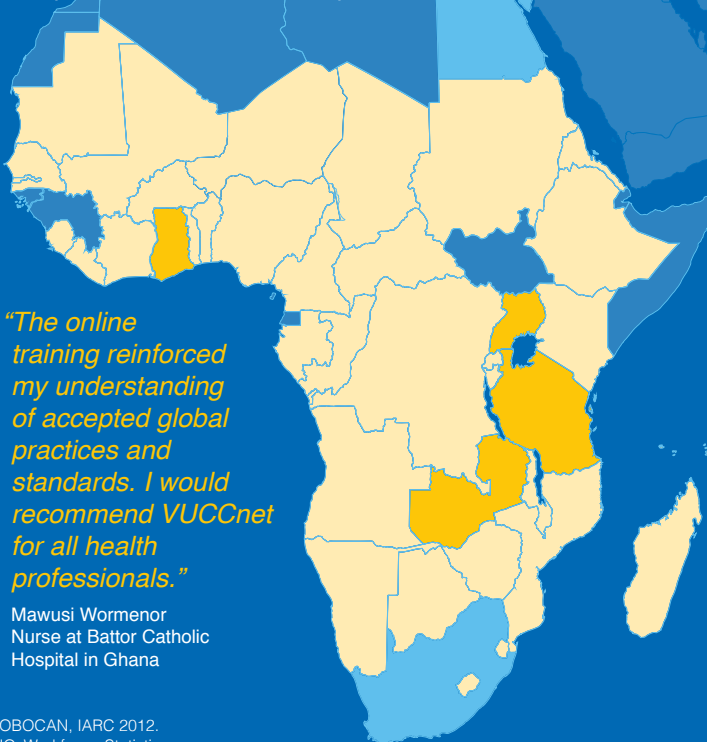 “The online
training reinforced
my understanding
of accepted global
practices and
standards. I would
recommend VUCCnet
for all health
professionals.”
Mawusi Wormenor
Nurse at Battor Catholic
Hospital in Ghana
OBOCAN, IARC 2012.